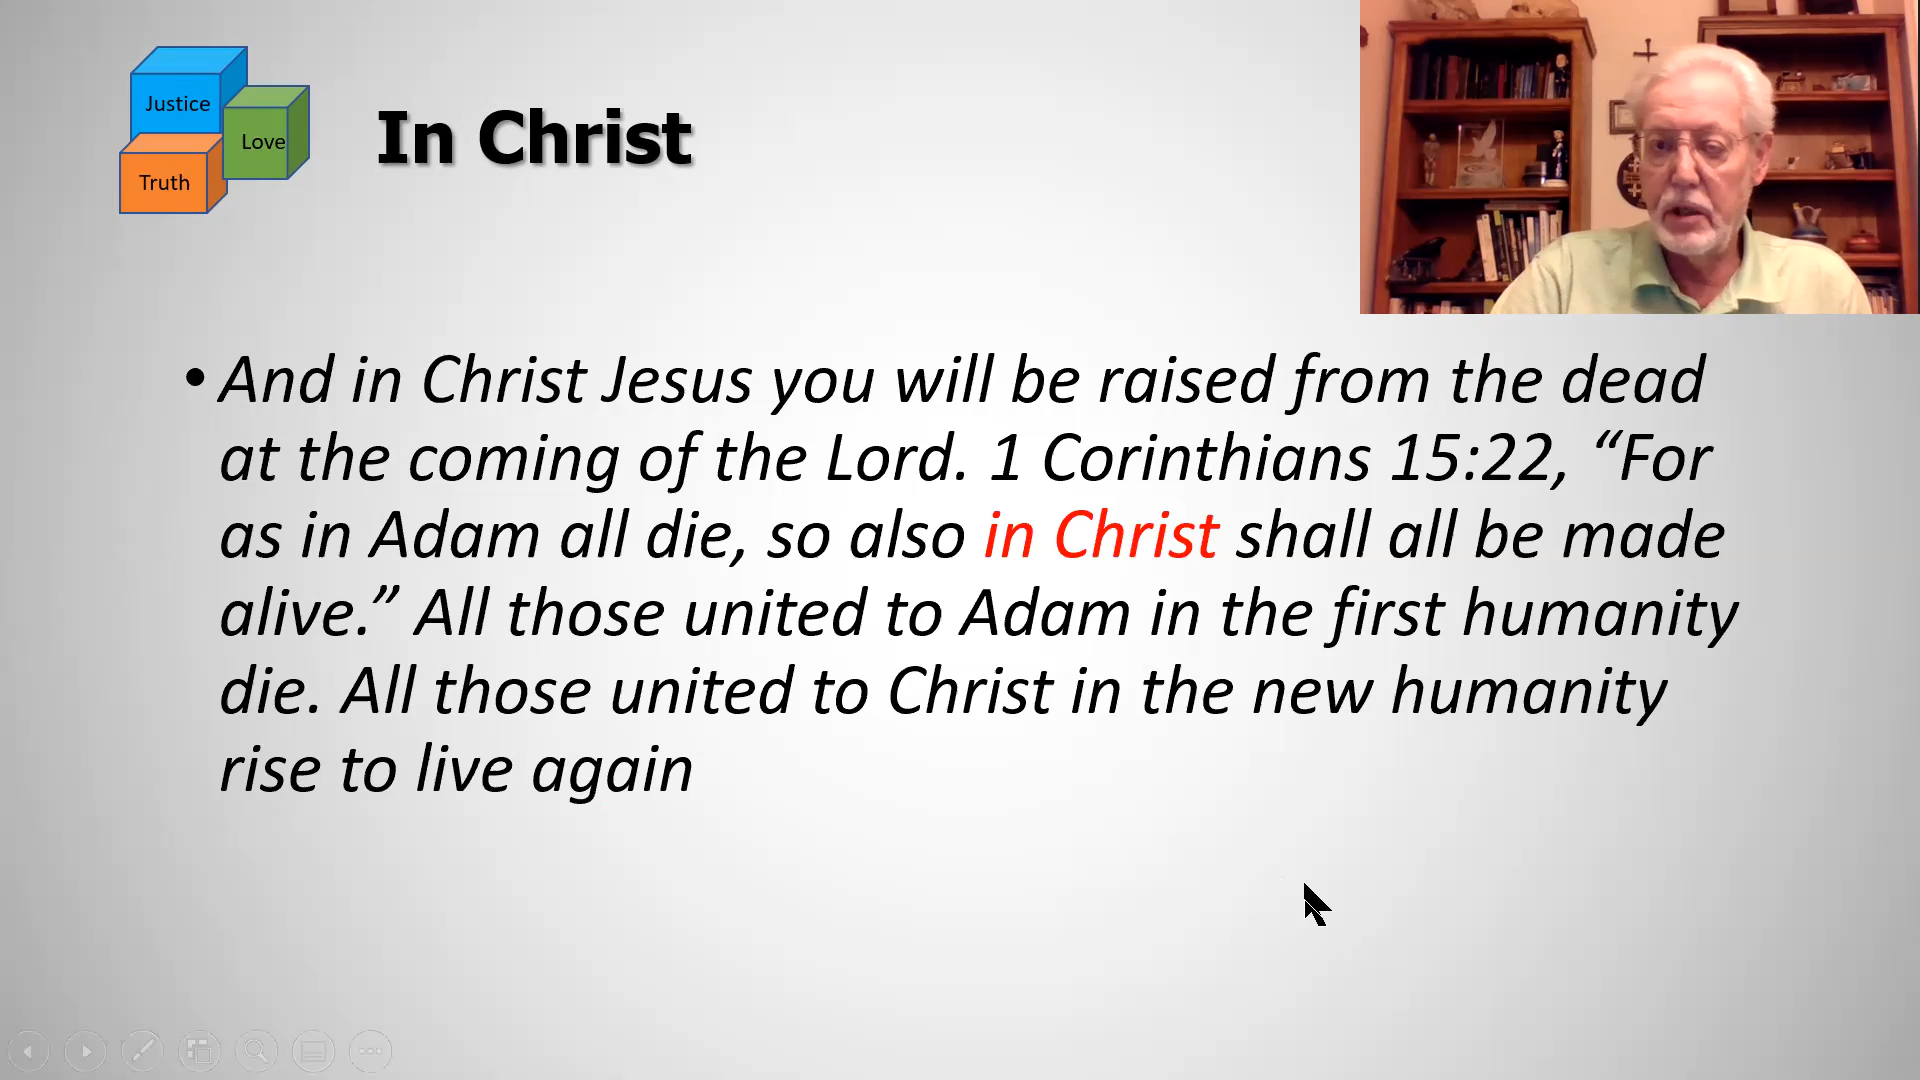 Justice
Love
Truth
In Christ
• And in Christ Jesus you will be raised from the dead
at the coming of the Lord. 1 Corinthians 15:22, “For
as in Adam all die, so also in Christ shall all be made
alive.” All those united to Adam in the first humanity
die. All those united to Christ in the new humanity
rise to live again